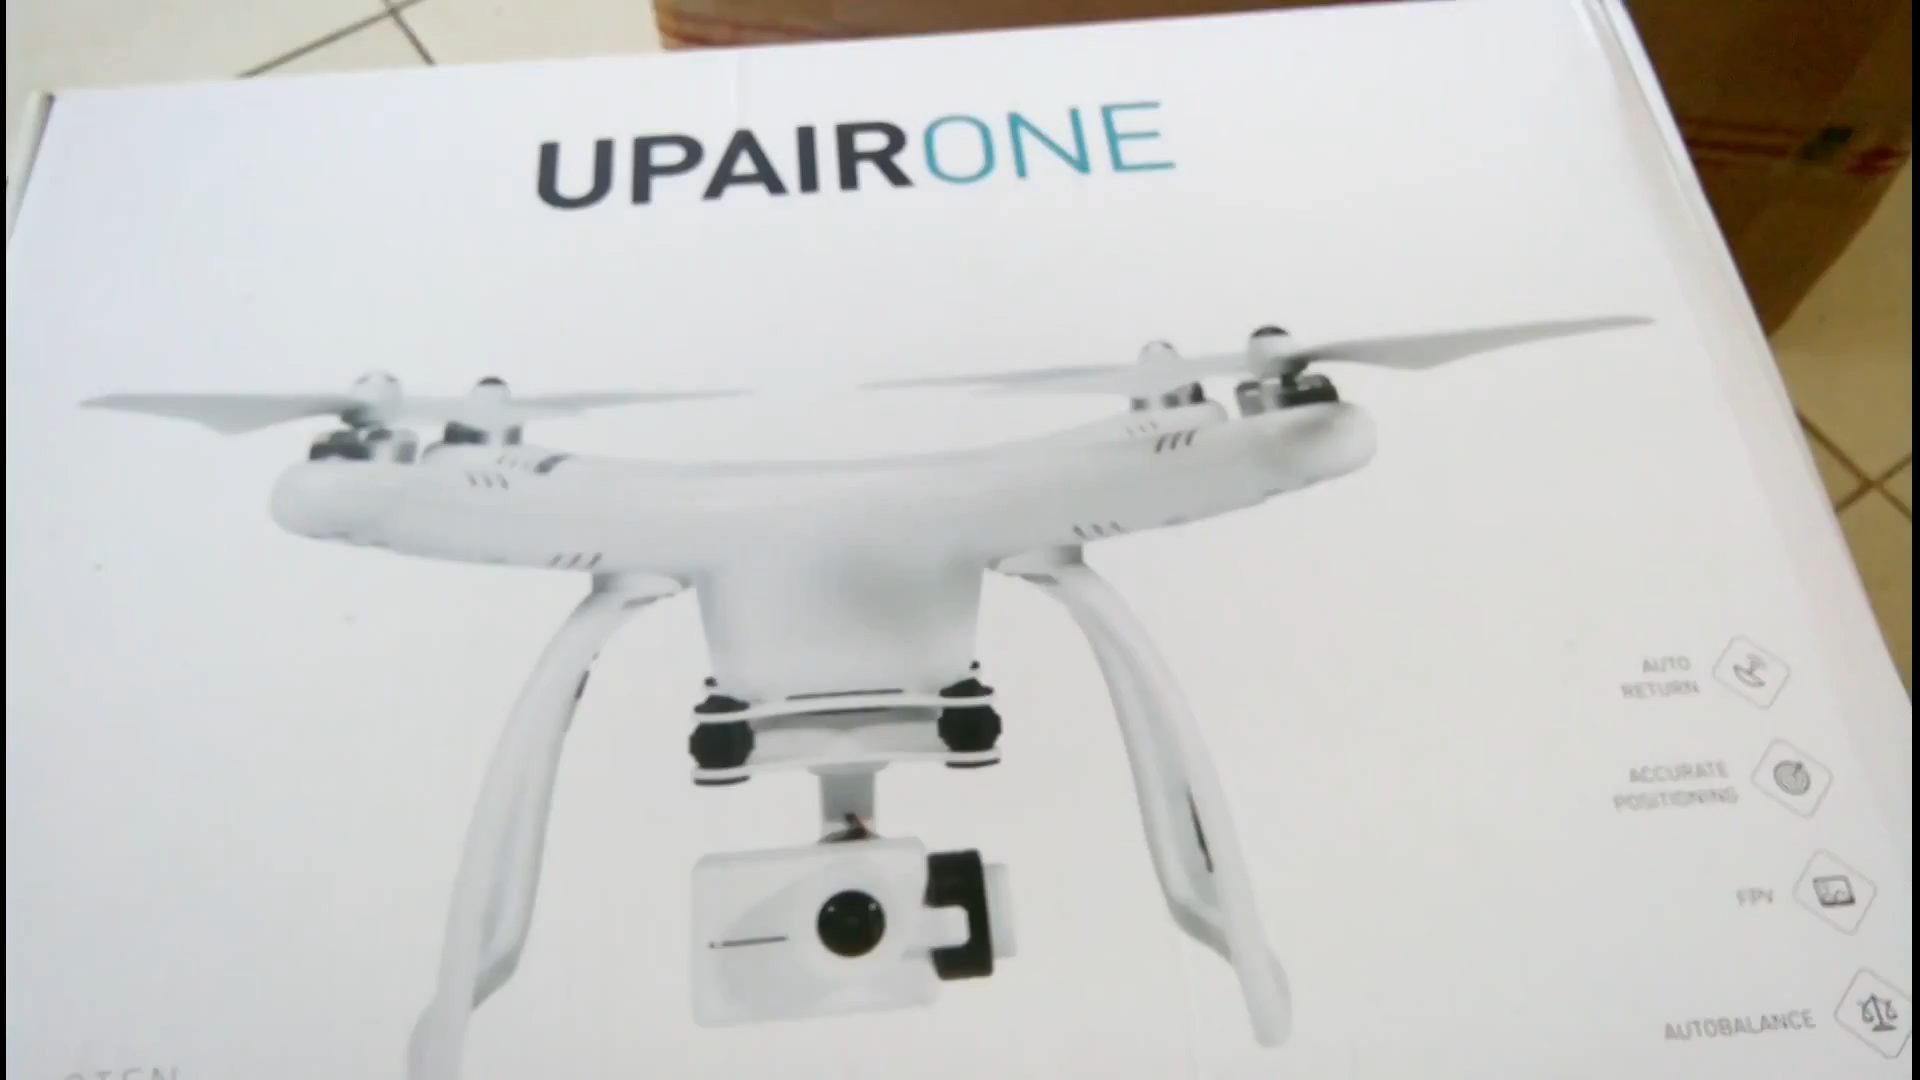 UPAIRONE
AUTO
RETURN
ACCURATE
POSITIONING
FPV
AUTOBALANCE